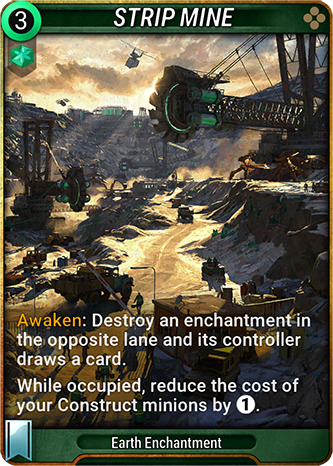 3
STRIP MINE
Awaken: Destroy an enchantment in
the opposite lane and its controller
draws a card.
While occupied, reduce the cost of
your Construct minions by 1.
Earth Enchantment